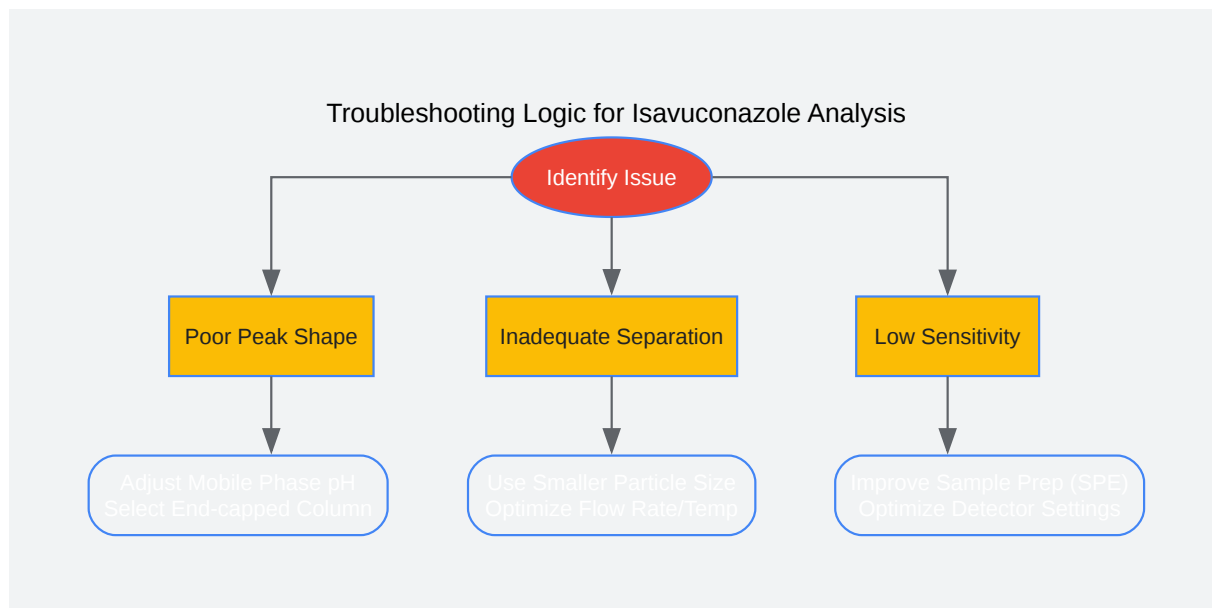 Troubleshooting Logic for Isavuconazole Analysis
Identify Issue
Poor Peak Shape
Inadequate Separation
Low Sensitivity
Adjust Mobile Phase pH
Select End-capped Column
Use Smaller Particle Size
Optimize Flow Rate/Temp
Improve Sample Prep (SPE)
Optimize Detector Settings